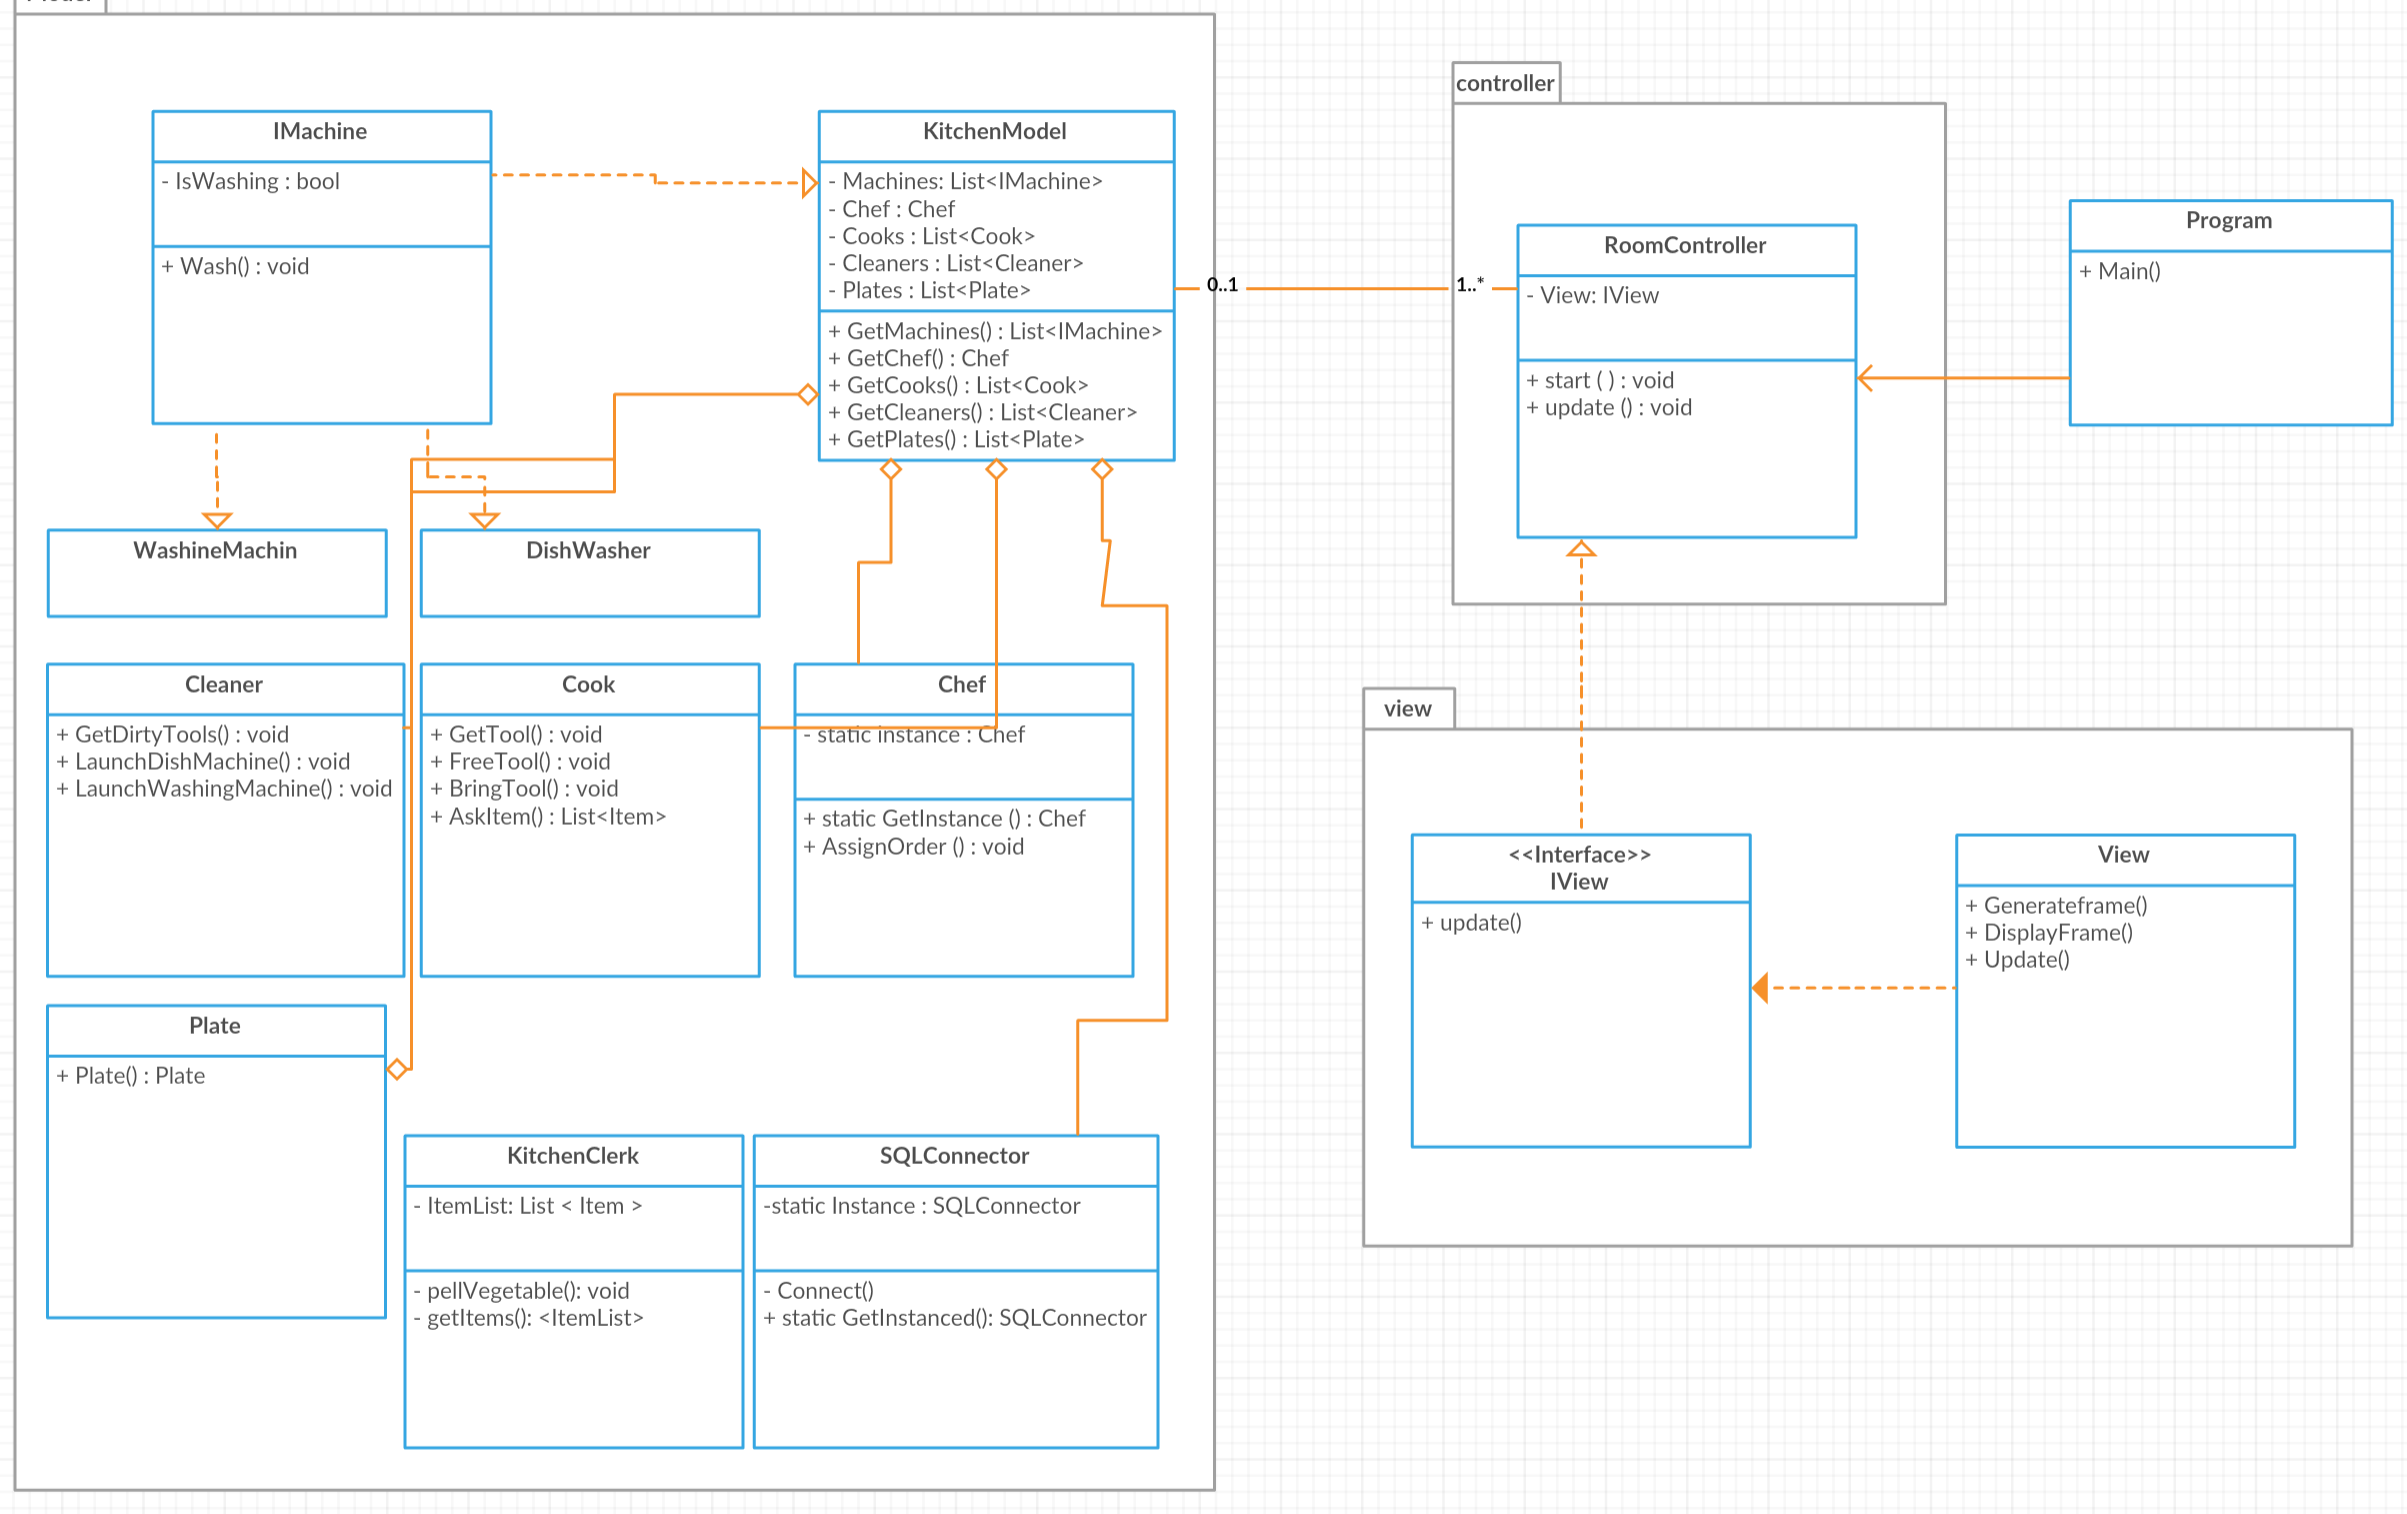 IMachine
- IsWashing : bool
+ Wash() : void
KitchenModel
- Machines: List<IMachine>
- Chef : Chef
- Cooks : List<Cook>
- Cleaners : List<Cleaner>
- Plates : List<Plate>
+ GetMachines() : List<IMachine>
+ GetChef() : Chef
+ GetCooks() : List<Cook>
+ GetCleaners() : List<Cleaner>
+ GetPlates() : List<Plate>
0..1
1..*
controller
RoomController
- View: IView
+ start ( ) : void
+ update () : void
Program
+ Main()
WashineMachin
DishWasher
Cleaner
+ GetDirtyTools() : void
+ LaunchDishMachine() : void
+ LaunchWashingMachine() : void
Cook
+ GetTool() : void
+ FreeTool() : void
+ BringTool() : void
+ AskItem() : List<Item>
Chef
- static instance : Chef
+ static GetInstance () : Chef
+ AssignOrder () : void
view
<<Interface>>
IView
+ update()
View
+ Generateframe()
+ DisplayFrame()
+ Update()
Plate
+ Plate() : Plate
KitchenClerk
- ItemList: List < Item >
- pellVegetable(): void
- getItems(): <ItemList>
SQLConnector
-static Instance : SQLConnector
- Connect()
+ static GetInstanced(): SQLConnector